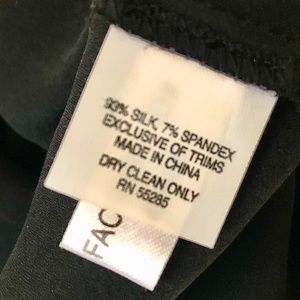 93% SILK, 7% SPANDEX
EXCLUSIVE OF TRIMS
MADE IN CHINA
DRY CLEAN ONLY
RN 55285
FAC